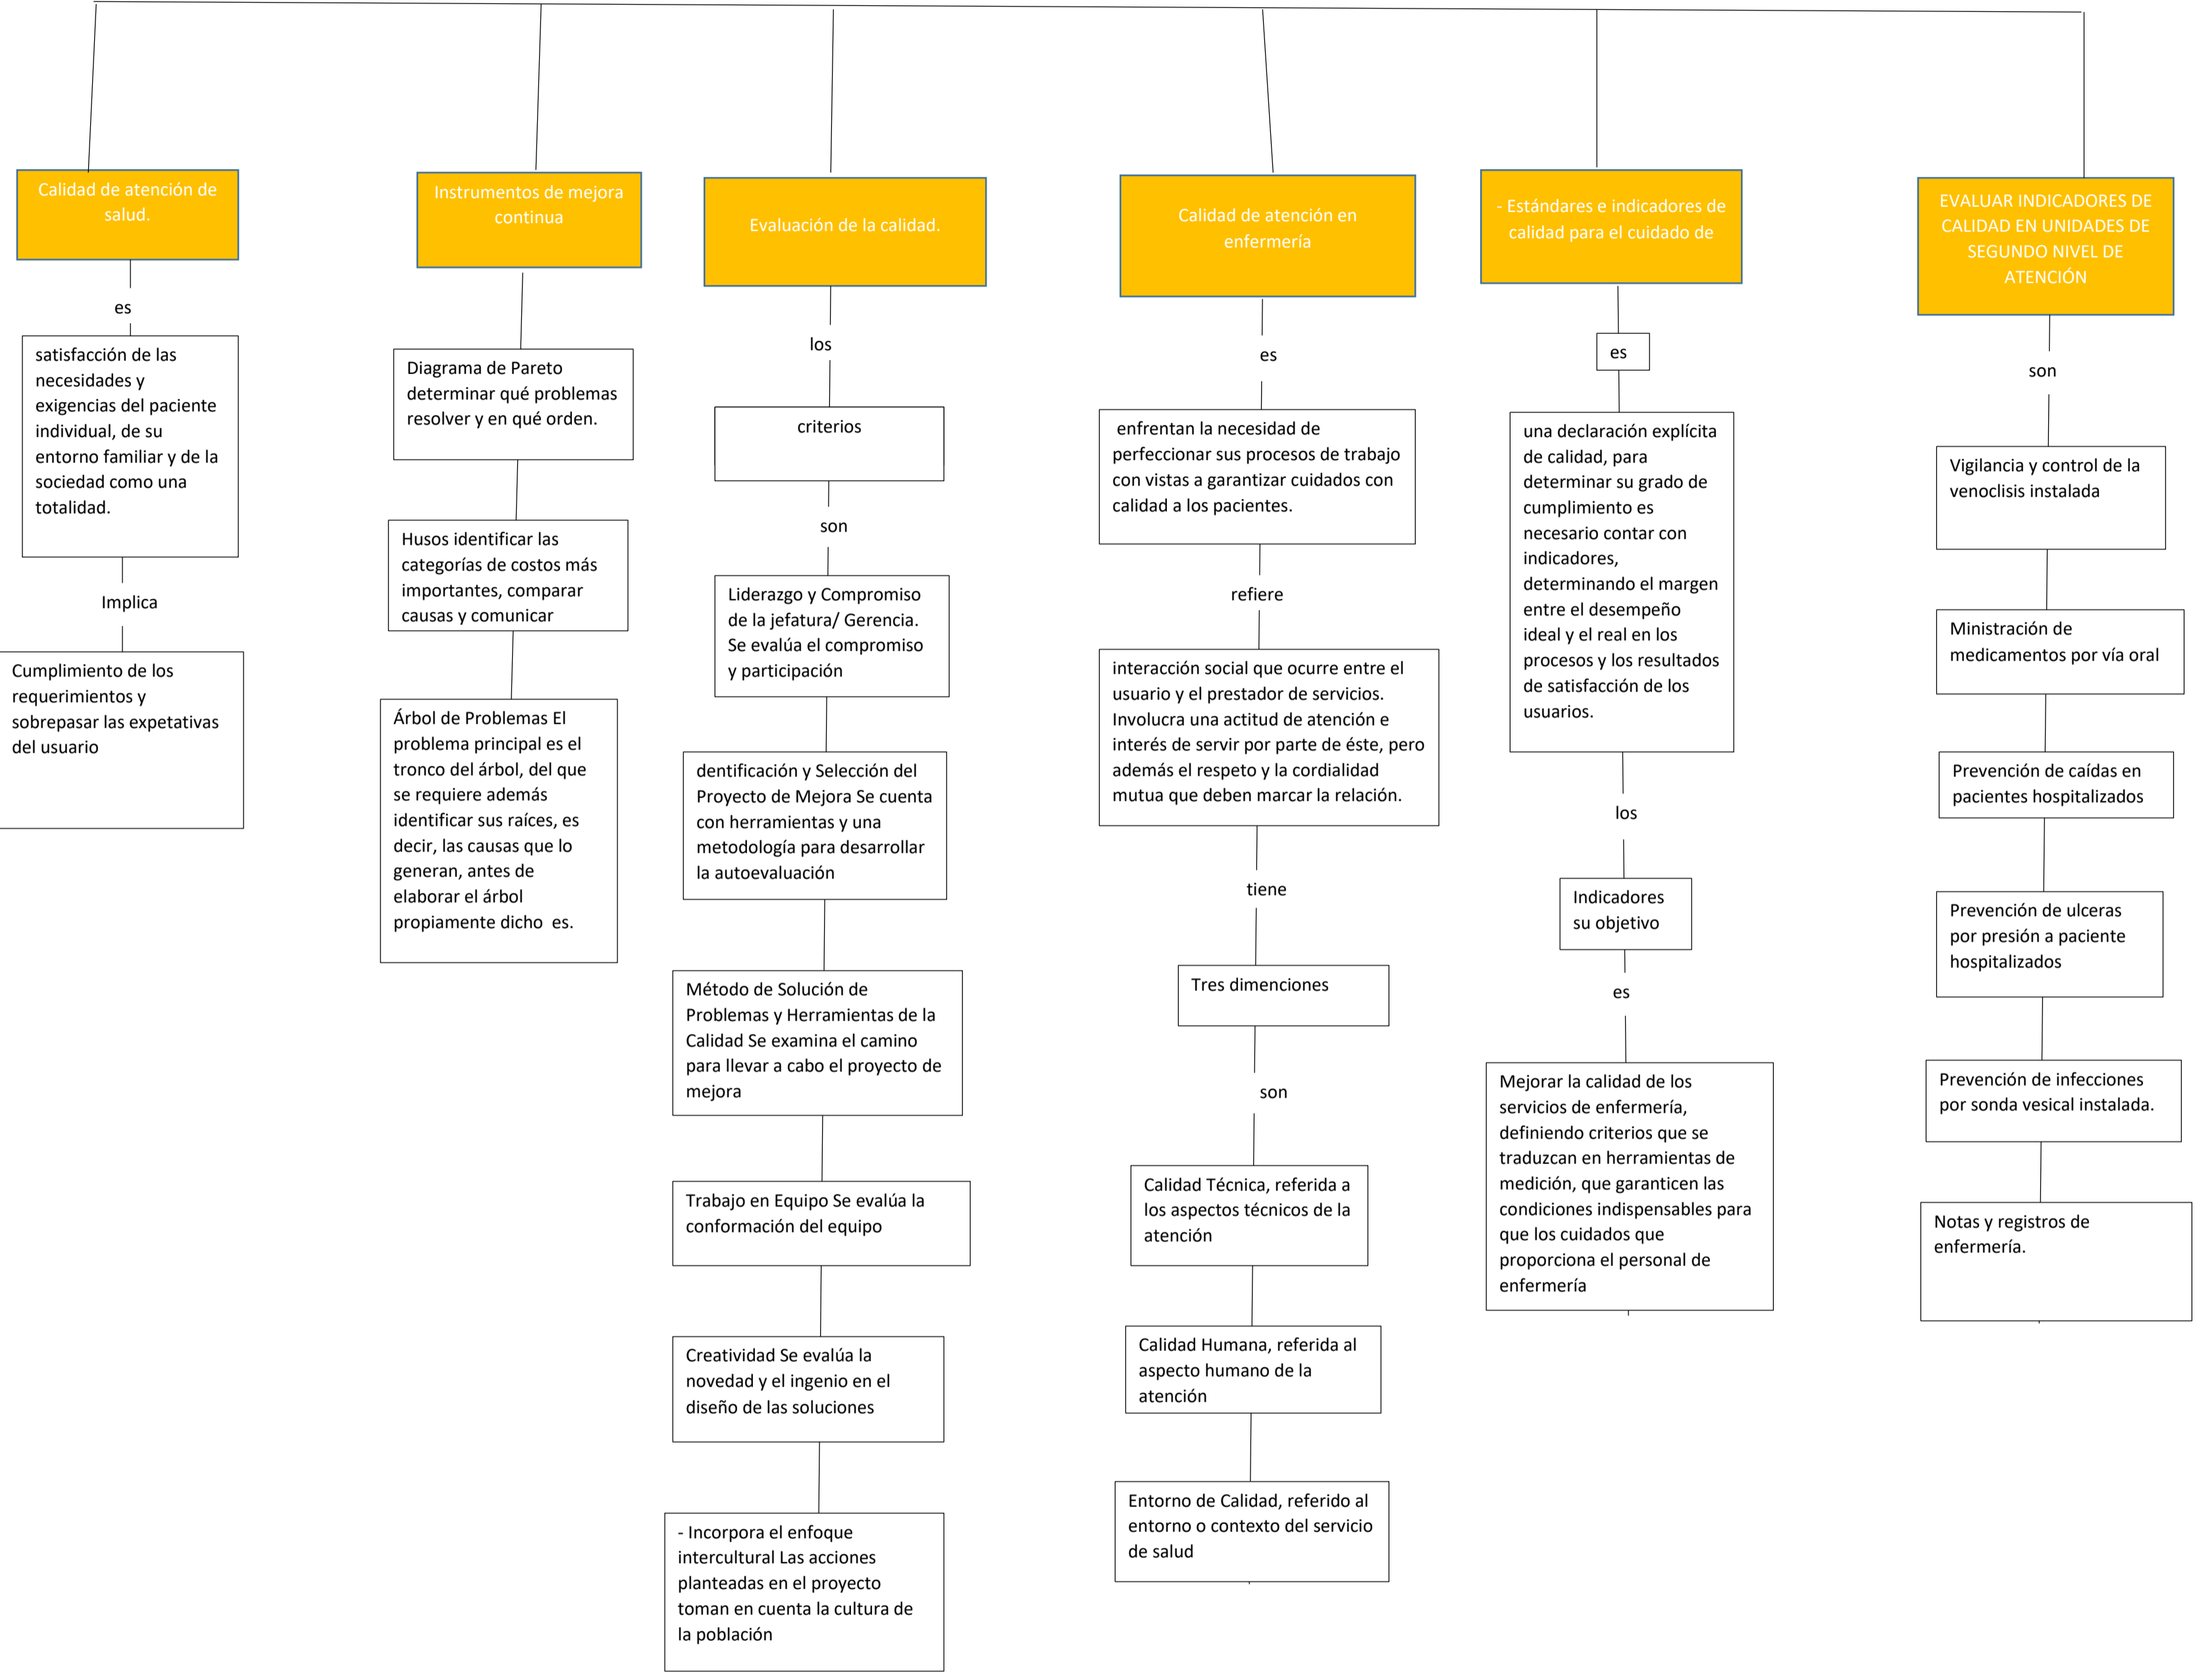 Calidad de atención de
salud.
es
satisfacción de las
necesidades y
exigencias del paciente
individual, de su
entorno familiar y de la
sociedad como una
totalidad.
Implica
Cumplimiento de los
requerimientos y
sobrepasar las expetativas
del usuario
Instrumentos de mejora
continua
Diagrama de Pareto
determinar qué problemas
resolver y en qué orden.
Husos identificar las
categorías de costos más
importantes, comparar
causas y comunicar
Árbol de Problemas El
problema principal es el
tronco del árbol, del que
se requiere además
identificar sus raíces, es
decir, las causas que lo
generan, antes de
elaborar el árbol
propiamente dicho  es.
Evaluación de la calidad.
los
criterios
son
Liderazgo y Compromiso
de la jefatura/ Gerencia.
Se evalúa el compromiso
y participación
dentificación y Selección del
Proyecto de Mejora Se cuenta
con herramientas y una
metodología para desarrollar
la autoevaluación
Método de Solución de
Problemas y Herramientas de la
Calidad Se examina el camino
para llevar a cabo el proyecto de
mejora
Trabajo en Equipo Se evalúa la
conformación del equipo
Creatividad Se evalúa la
novedad y el ingenio en el
diseño de las soluciones
- Incorpora el enfoque
intercultural Las acciones
planteadas en el proyecto
toman en cuenta la cultura de
la población
Calidad de atención en
enfermería
es
enfrentan la necesidad de
perfeccionar sus procesos de trabajo
con vistas a garantizar cuidados con
calidad a los pacientes.
refiere
interacción social que ocurre entre el
usuario y el prestador de servicios.
Involucra una actitud de atención e
interés de servir por parte de éste, pero
además el respeto y la cordialidad
mutua que deben marcar la relación.
tiene
Tres dimenciones
son
Calidad Técnica, referida a
los aspectos técnicos de la
atención
Calidad Humana, referida al
aspecto humano de la
atención
Entorno de Calidad, referido al
entorno o contexto del servicio
de salud
- Estándares e indicadores de
calidad para el cuidado de
es
una declaración explícita
de calidad, para
determinar su grado de
cumplimiento es
necesario contar con
indicadores,
determinando el margen
entre el desempeño
ideal y el real en los
procesos y los resultados
de satisfacción de los
usuarios.
los
Indicadores
su objetivo
es
Mejorar la calidad de los
servicios de enfermería,
definiendo criterios que se
traduzcan en herramientas de
medición, que garanticen las
condiciones indispensables para
que los cuidados que
proporciona el personal de
enfermería
EVALUAR INDICADORES DE
CALIDAD EN UNIDADES DE
SEGUNDO NIVEL DE
ATENCIÓN
son
Vigilancia y control de la
venoclisis instalada
Ministración de
medicamentos por vía oral
Prevención de caídas en
pacientes hospitalizados
Prevención de ulceras
por presión a paciente
hospitalizados
Prevención de infecciones
por sonda vesical instalada.
Notas y registros de
enfermería.